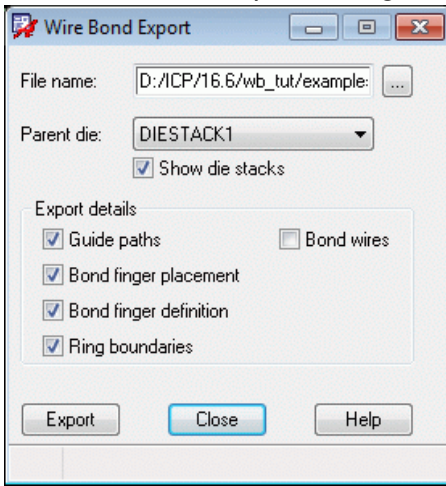 Wire Bond Export
File name: D:/ICP/16.6/wb_tut/example: ...
Parent die: DIESTACK1
Show die stacks
Export details
Guide paths Bond wires
Bond finger placement
Bond finger definition
Ring boundaries
Export Close Help